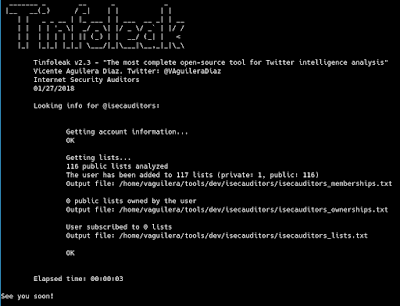 Tinfoleak
Tinfoleak v2.3 - "The most complete open-source tool for Twitter intelligence analysis"
Vicente Aguilera Diaz. Twitter: @VAguileraDiaz
Internet Security Auditors
01/27/2018
Looking info for @isecauditors:
Getting account information...
OK
Getting lists...
116 public lists analyzed
The user has been added to 117 lists (private: 1, public: 116)
Output file: /home/vaguilera/tools/dev/isecauditors/isecauditors_memberships.txt
0 public lists owned by the user
Output file: /home/vaguilera/tools/dev/isecauditors/isecauditors_ownerships.txt
User subscribed to 0 lists
Output file: /home/vaguilera/tools/dev/isecauditors/isecauditors_lists.txt
OK
Elapsed time: 00:00:03
See you soon!